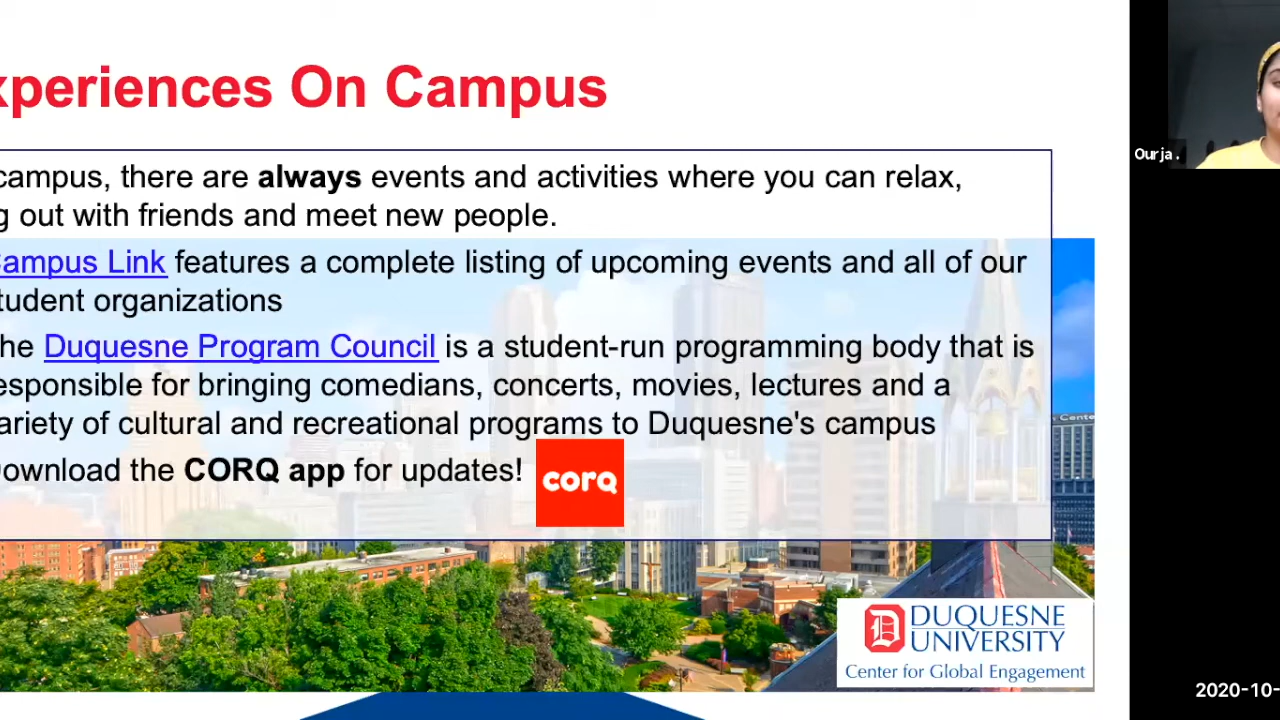 xperiences On Campus
campus, there are always events and activities where you can relax,
g out with friends and meet new people.
Campus Link features a complete listing of upcoming events and all of our
tudent organizations
he Duquesne Program Council is a student-run programming body that is
esponsible for bringing comedians, concerts, movies, lectures and a
ariety of cultural and recreational programs to Duquesne's campus
ownload the CORQ app for updates!
corq
Center
D DUQUESNE
UNIVERSITY
Center for Global Engagement
Ourja .
2020-10-